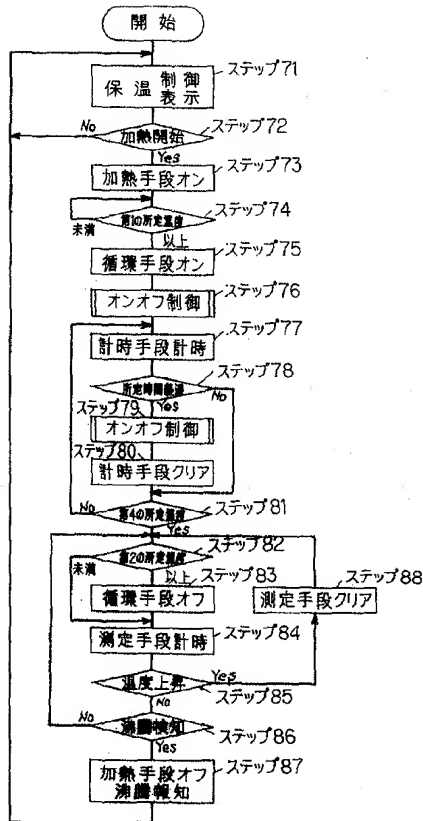 開始
ステップ71
保温 制御
表示
No
ステップ72
加熱開始
Yes
ステップ73
加熱手段オン
ステップ74
第1の所定温度
未満
以上
ステップ75
循環手段オン
ステップ76
オンオフ制御
ステップ77
計時手段計時
ステップ78
所定時間経過
No
Yes
ステップ79
オンオフ制御
ステップ80
計時手段クリア
ステップ81
No
第4の所定温度
Yes
ステップ82
第2の所定温度
未満
以上
ステップ83
ステップ88
循環手段オフ
測定手段クリア
ステップ84
測定手段計時
Yes
温度上昇
ステップ85
No
No
沸騰検知
ステップ86
Yes
ステップ87
加熱手段オフ
沸騰報知